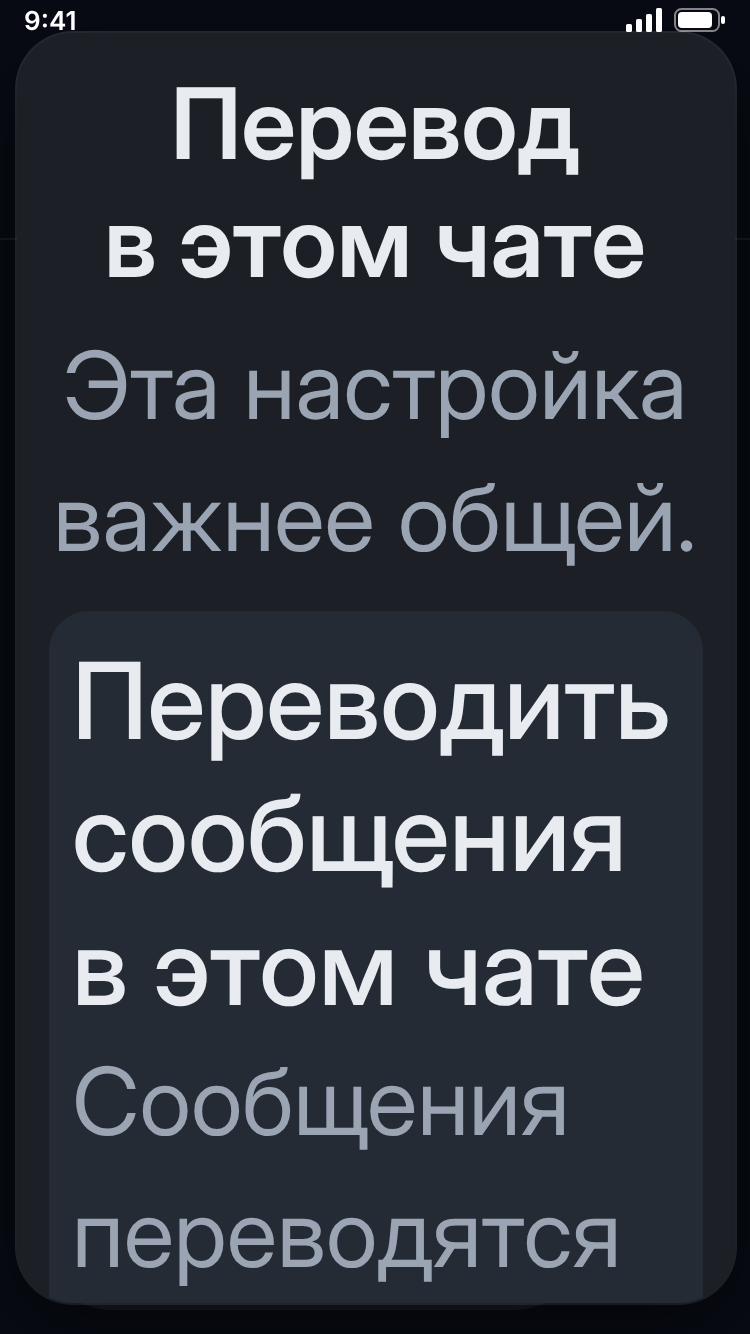 9:41
Перевод
в этом чате
Эта настройка
важнее общей.
Переводить
сообщения
в этом чате
Сообщения
переводятся